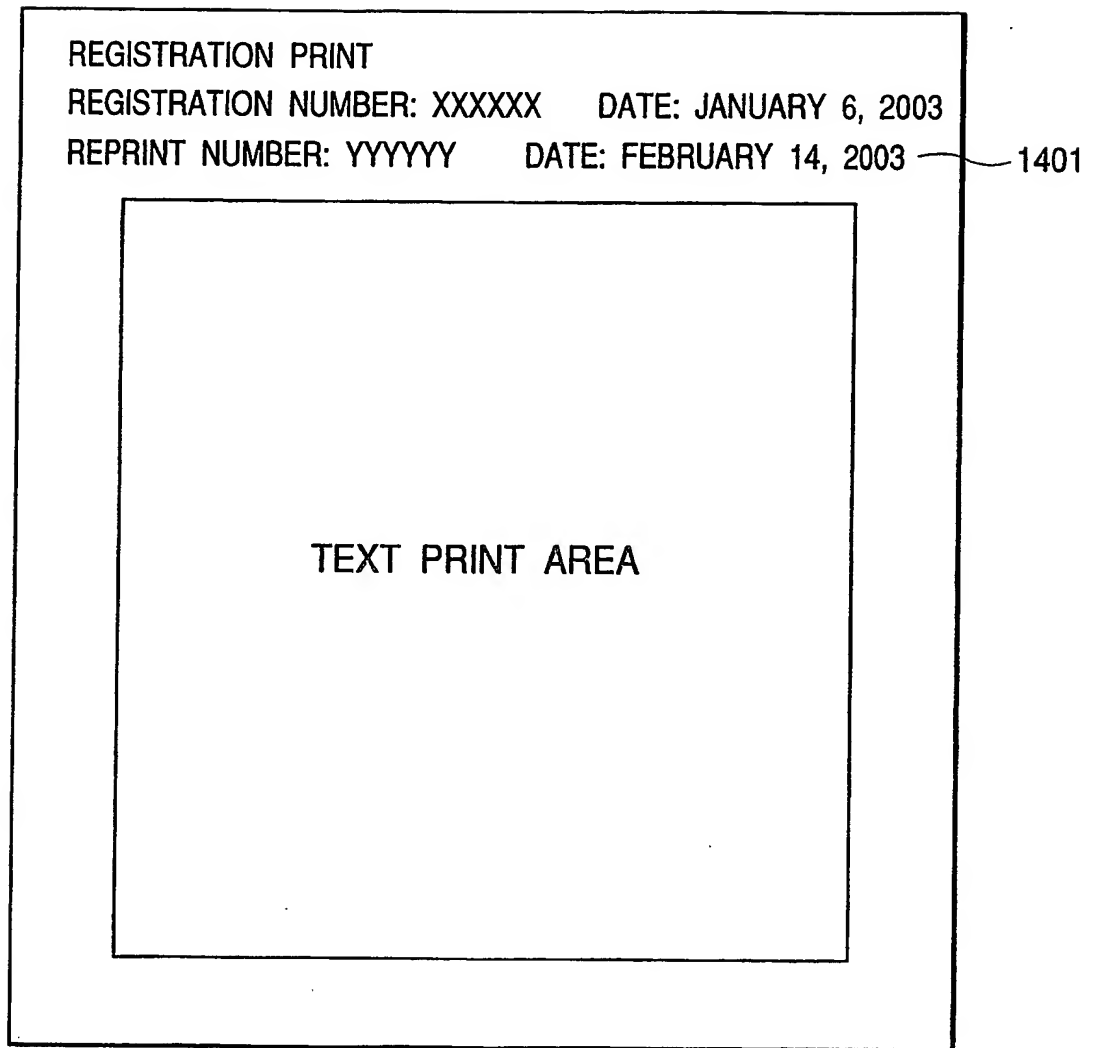 REGISTRATION PRINT
REGISTRATION NUMBER: XXXXXX DATE: JANUARY 6, 2003
REPRINT NUMBER: YYYYYY DATE: FEBRUARY 14, 2003 1401
TEXT PRINT AREA